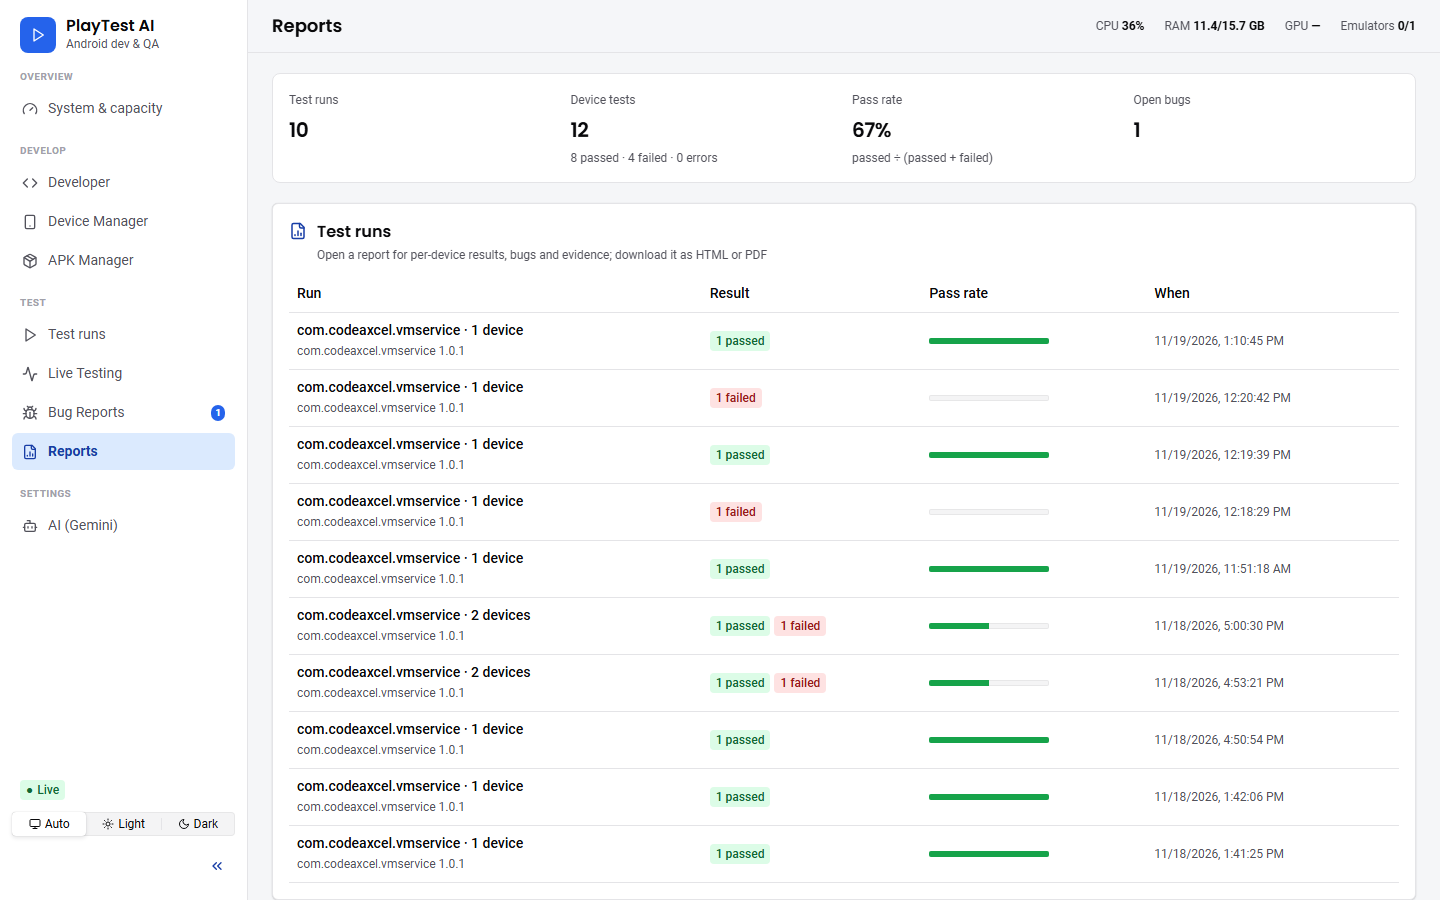 PlayTest AI
Android dev & QA
OVERVIEW
System & capacity
DEVELOP
Developer
Device Manager
APK Manager
TEST
Test runs
Live Testing
Bug Reports 1
Reports
SETTINGS
AI (Gemini)
Live
Auto Light Dark
Reports
CPU 36% RAM 11.4/15.7 GB GPU — Emulators 0/1
Test runs Device tests Pass rate Open bugs
10 12 67% 1
8 passed · 4 failed · 0 errors passed ÷ (passed + failed)
Test runs
Open a report for per-device results, bugs and evidence; download it as HTML or PDF
Run Result Pass rate When
com.codeaxcel.vmservice · 1 device
com.codeaxcel.vmservice 1.0.1
1 passed 11/19/2026, 1:10:45 PM
com.codeaxcel.vmservice · 1 device
com.codeaxcel.vmservice 1.0.1
1 failed 11/19/2026, 12:20:42 PM
com.codeaxcel.vmservice · 1 device
com.codeaxcel.vmservice 1.0.1
1 passed 11/19/2026, 12:19:39 PM
com.codeaxcel.vmservice · 1 device
com.codeaxcel.vmservice 1.0.1
1 failed 11/19/2026, 12:18:29 PM
com.codeaxcel.vmservice · 1 device
com.codeaxcel.vmservice 1.0.1
1 passed 11/19/2026, 11:51:18 AM
com.codeaxcel.vmservice · 2 devices
com.codeaxcel.vmservice 1.0.1
1 passed 1 failed 11/18/2026, 5:00:30 PM
com.codeaxcel.vmservice · 2 devices
com.codeaxcel.vmservice 1.0.1
1 passed 1 failed 11/18/2026, 4:53:21 PM
com.codeaxcel.vmservice · 1 device
com.codeaxcel.vmservice 1.0.1
1 passed 11/18/2026, 4:50:54 PM
com.codeaxcel.vmservice · 1 device
com.codeaxcel.vmservice 1.0.1
1 passed 11/18/2026, 1:42:06 PM
com.codeaxcel.vmservice · 1 device
com.codeaxcel.vmservice 1.0.1
1 passed 11/18/2026, 1:41:25 PM